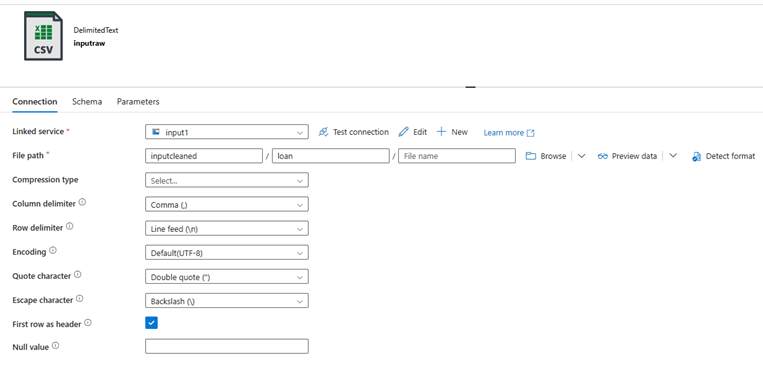 DelimitedText
CSV
inputraw
Connection Schema Parameters
Linked service * input1 Test connection Edit New Learn more
File path * inputcleaned / loan / File name Browse Preview data Detect format
Compression type Select...
Column delimiter Comma (,)
Row delimiter Line feed (\n)
Encoding Default(UTF-8)
Quote character Double quote (")
Escape character Backslash (\)
First row as header
Null value